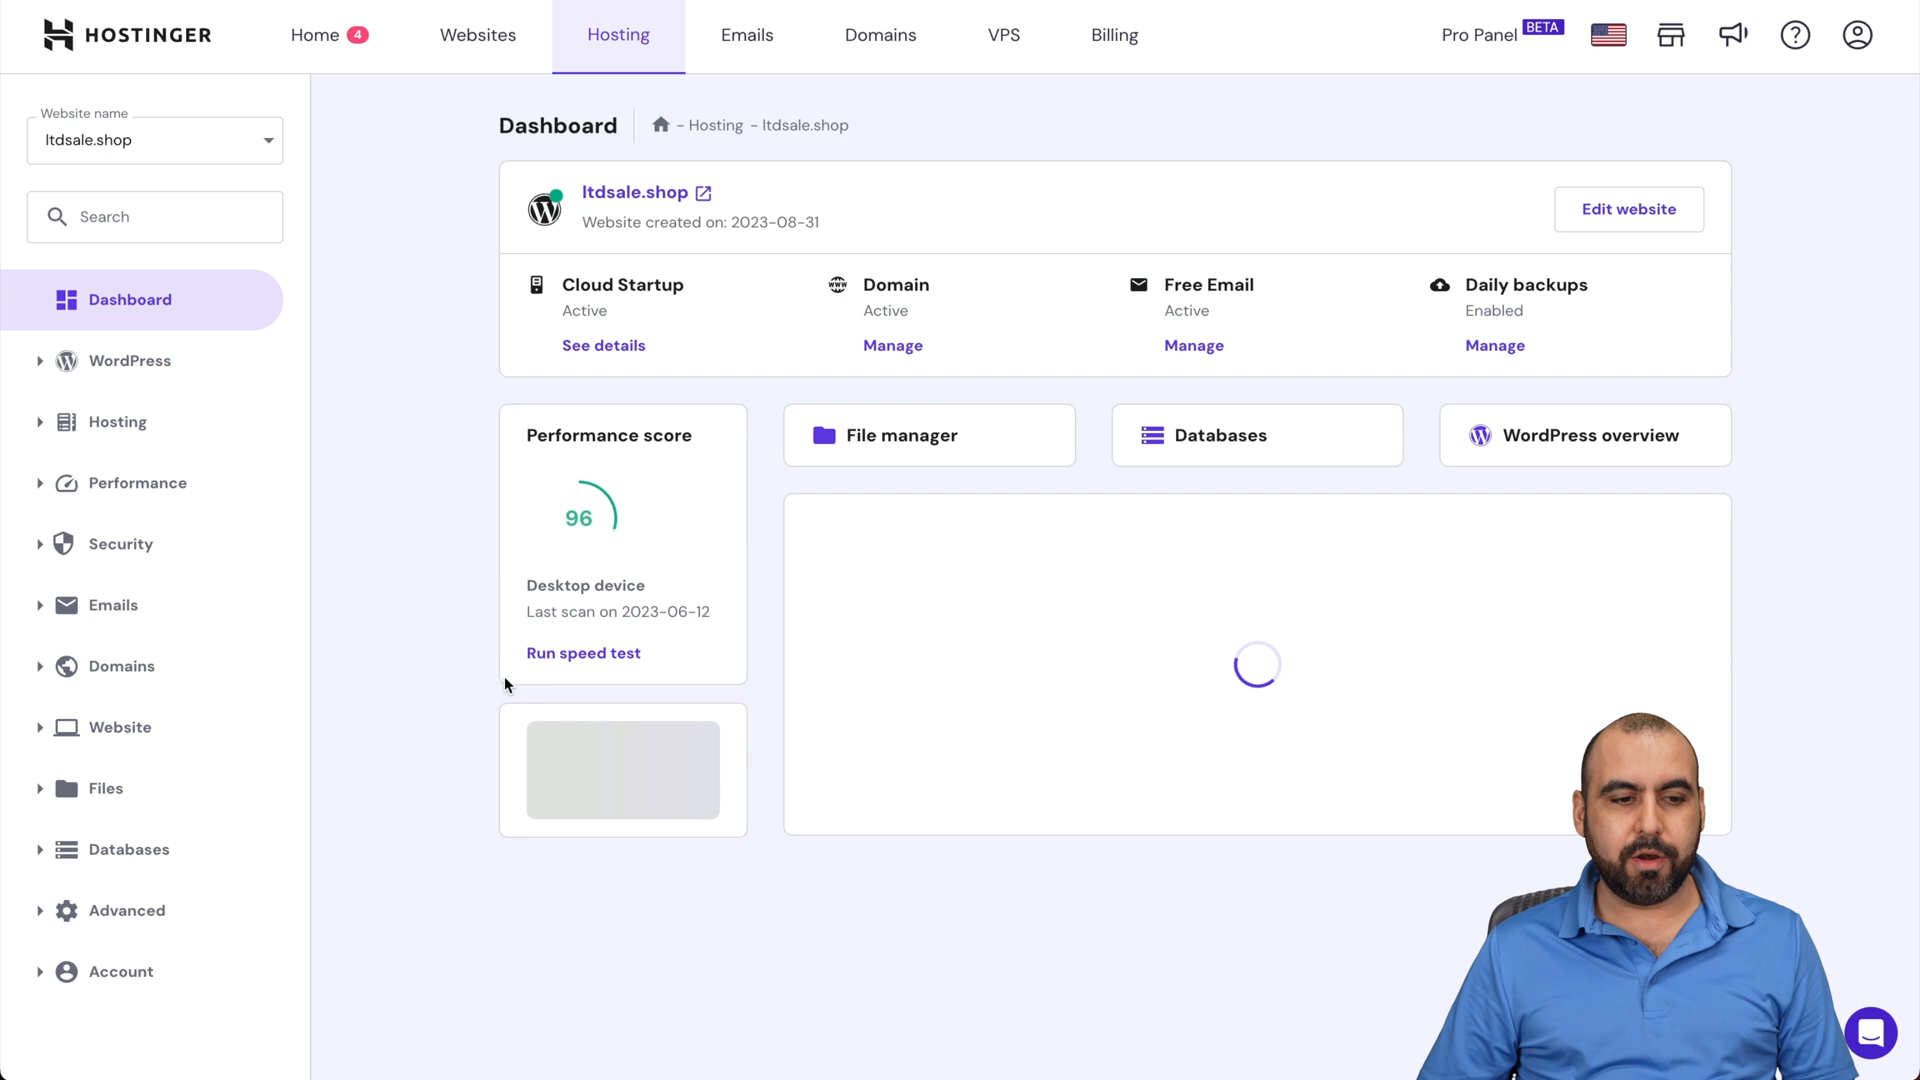 HOSTINGER
Home 4
Websites
Hosting
Emails
Domains
VPS
Billing
Pro Panel BETA
Website name
ltdsale.shop
Search
Dashboard
WordPress
Hosting
Performance
Security
Emails
Domains
Website
Files
Databases
Advanced
Account
Dashboard
- Hosting - ltdsale.shop
ltdsale.shop
Website created on: 2023-08-31
Edit website
Cloud Startup
Active
See details
Domain
Active
Manage
Free Email
Active
Manage
Daily backups
Enabled
Manage
Performance score
96
Desktop device
Last scan on 2023-06-12
Run speed test
File manager
Databases
WordPress overview